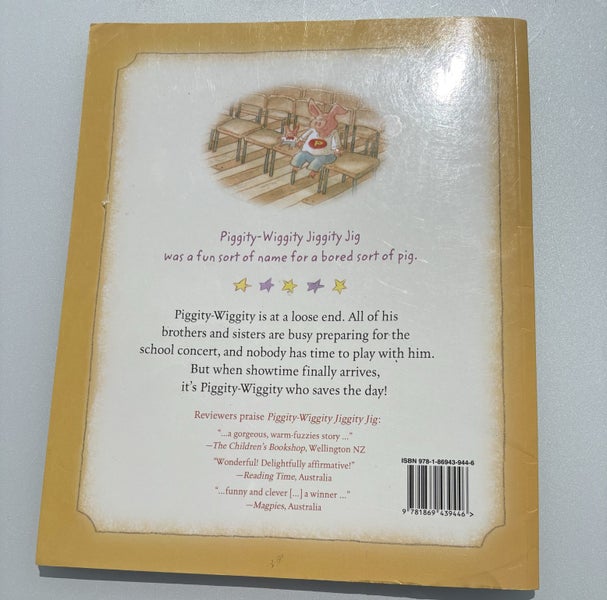 P
Piggity-Wiggity Jiggity Jig
was a fun sort of name for a bored sort of pig.
Piggity-Wiggity is at a loose end. All of his
brothers and sisters are busy preparing for the
school concert, and nobody has time to play with him.
But when showtime finally arrives,
it's Piggity-Wiggity who saves the day!
Reviewers praise Piggity-Wiggity Jiggity Jig:
"...a gorgeous, warm-fuzzies story ..."
—The Children's Bookshop, Wellington NZ
"Wonderful! Delightfully affirmative!"
—Reading Time, Australia
"...funny and clever [...] a winner ..."
—Magpies, Australia
ISBN 978-1-86943-944-6
9 781869 439446 >